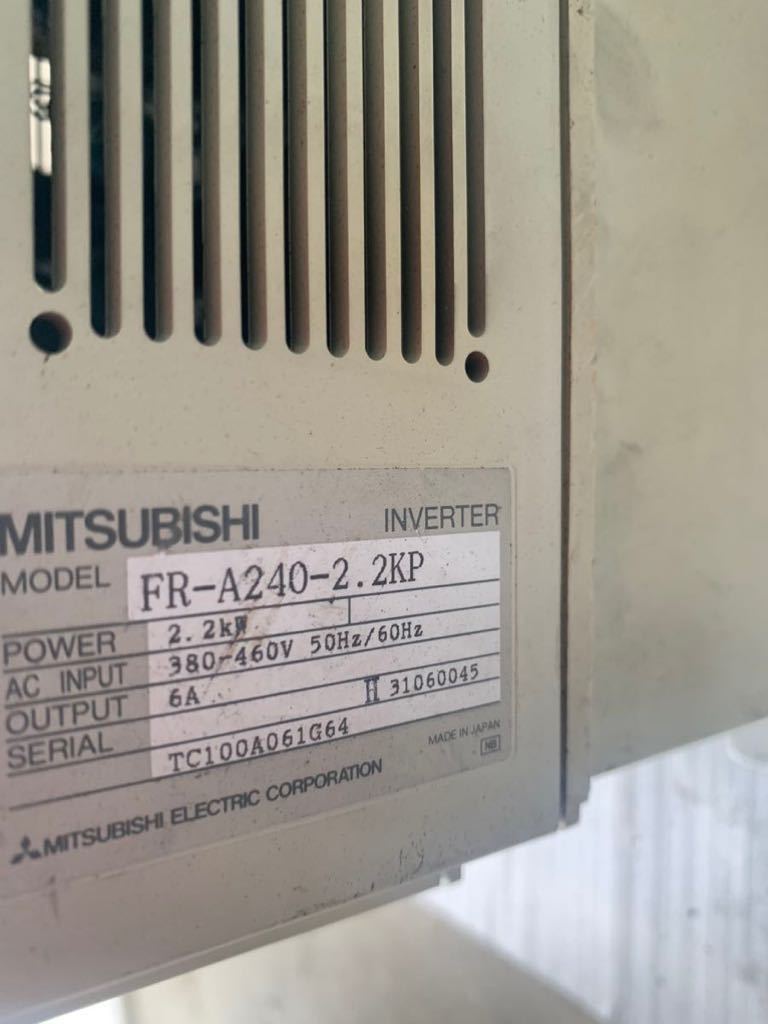 MITSUBISHI INVERTER
MODEL FR-A240-2.2KP
POWER 2.2kW
AC INPUT 380-460V 50Hz/60Hz
OUTPUT 6A H 31060045
SERIAL TC100A061G64
MADE IN JAPAN
NB
MITSUBISHI ELECTRIC CORPORATION